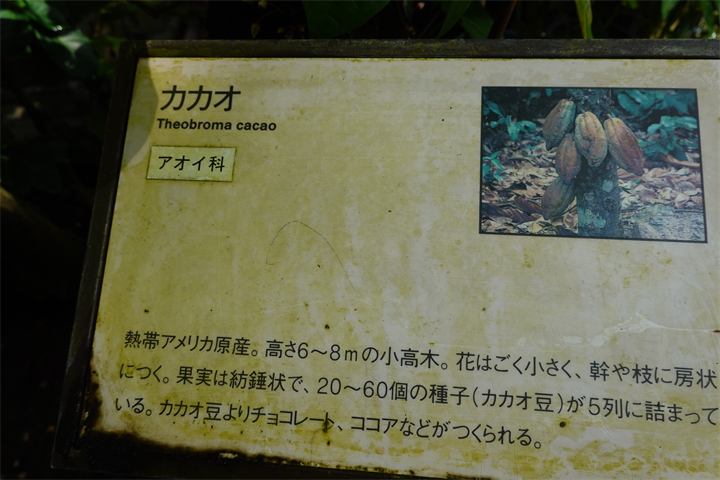 カカオ
Theobroma cacao
アオイ科
熱帯アメリカ原産。高さ6〜8mの小高木。花はごく小さく、幹や枝に房状
につく。果実は紡錘状で、20〜60個の種子(カカオ豆)が5列に詰まって
いる。カカオ豆よりチョコレート、ココアなどがつくられる。